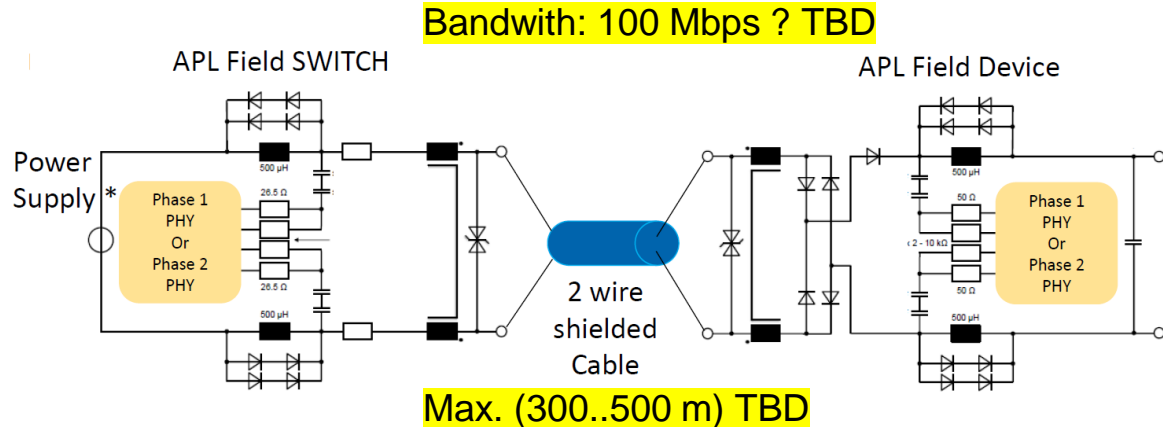 Bandwith: 100 Mbps ? TBD
APL Field SWITCH
APL Field Device
Power
Supply *
500 µH
26.5 Ω
Phase 1
PHY
Or
Phase 2
PHY
26.5 Ω
500 µH
2 wire
shielded
Cable
500 µH
50 Ω
2 - 10 kΩ
Phase 1
PHY
Or
Phase 2
PHY
50 Ω
500 µH
Max. (300..500 m) TBD